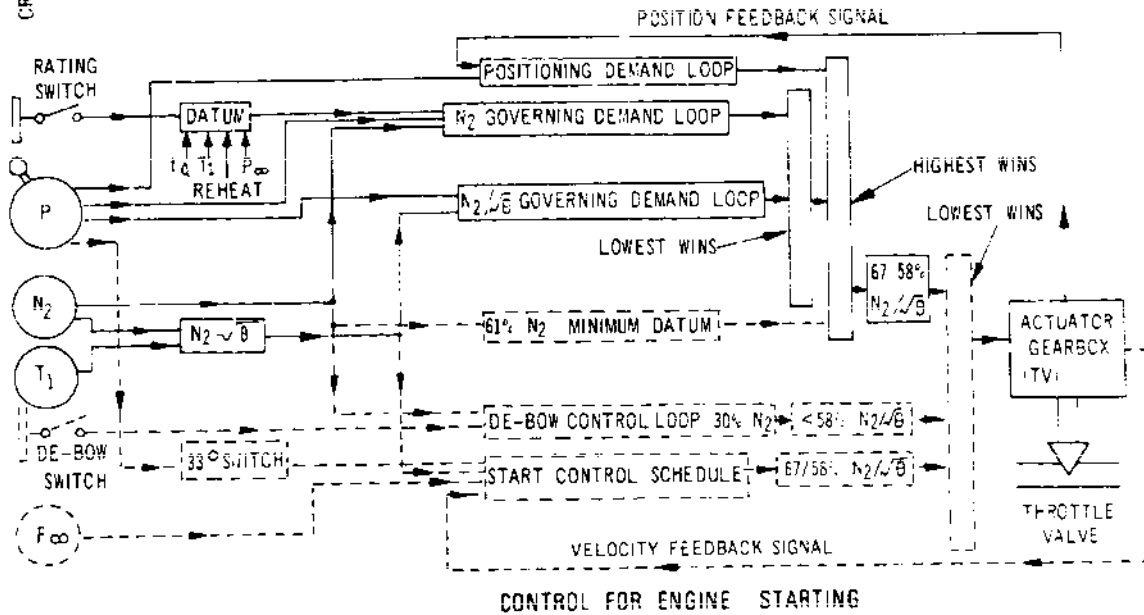 CR
POSITION FEEDBACK SIGNAL
RATING
SWITCH
POSITIONING DEMAND LOOP
DATUM
N₂ GOVERNING DEMAND LOOP
T₁ P∞
REHEAT
P
N₂/√θ GOVERNING DEMAND LOOP
HIGHEST WINS
LOWEST WINS
LOWEST WINS
67 58%
N₂/√θ
N₂
61% N₂ MINIMUM DATUM
N₂ √θ
ACTUATOR
GEARBOX
(TV)
T₁
DE-BOW CONTROL LOOP 30% N₂
<58% N₂/√θ
DE-BOW
SWITCH
33° SWITCH
START CONTROL SCHEDULE
67/58% N₂/√θ
P∞
THROTTLE
VALVE
VELOCITY FEEDBACK SIGNAL
CONTROL FOR ENGINE STARTING